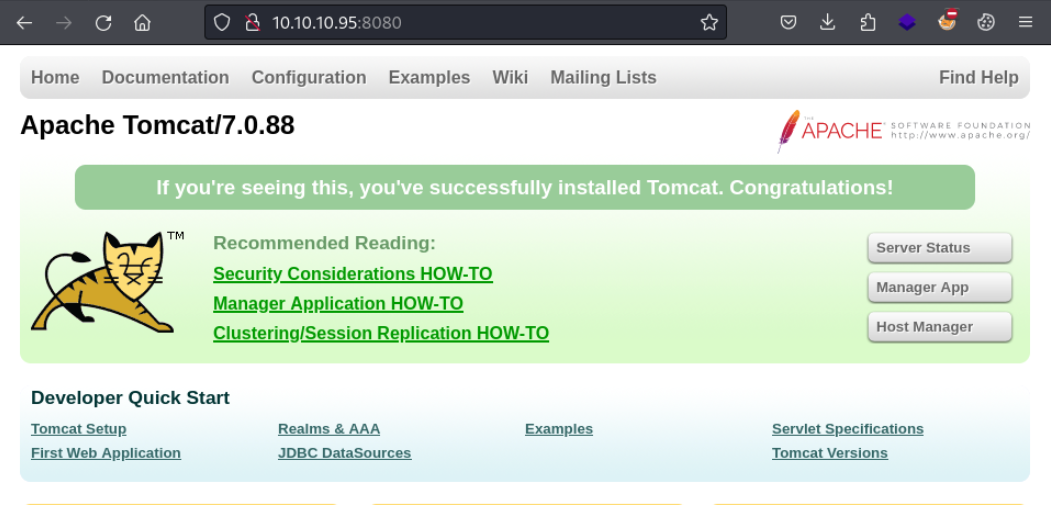 10.10.10.95:8080
Home Documentation Configuration Examples Wiki Mailing Lists Find Help
Apache Tomcat/7.0.88
THE
APACHE SOFTWARE FOUNDATION
http://www.apache.org/
If you're seeing this, you've successfully installed Tomcat. Congratulations!
TM
Recommended Reading:
Security Considerations HOW-TO
Manager Application HOW-TO
Clustering/Session Replication HOW-TO
Server Status
Manager App
Host Manager
Developer Quick Start
Tomcat Setup Realms & AAA Examples Servlet Specifications
First Web Application JDBC DataSources Tomcat Versions